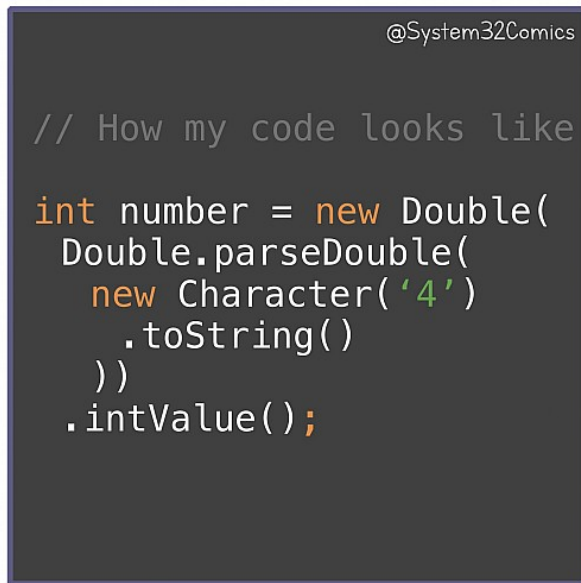 @System32Comics
// How my code looks like
int number = new Double(
Double.parseDouble(
new Character(‘4’)
.toString()
))
.intValue();